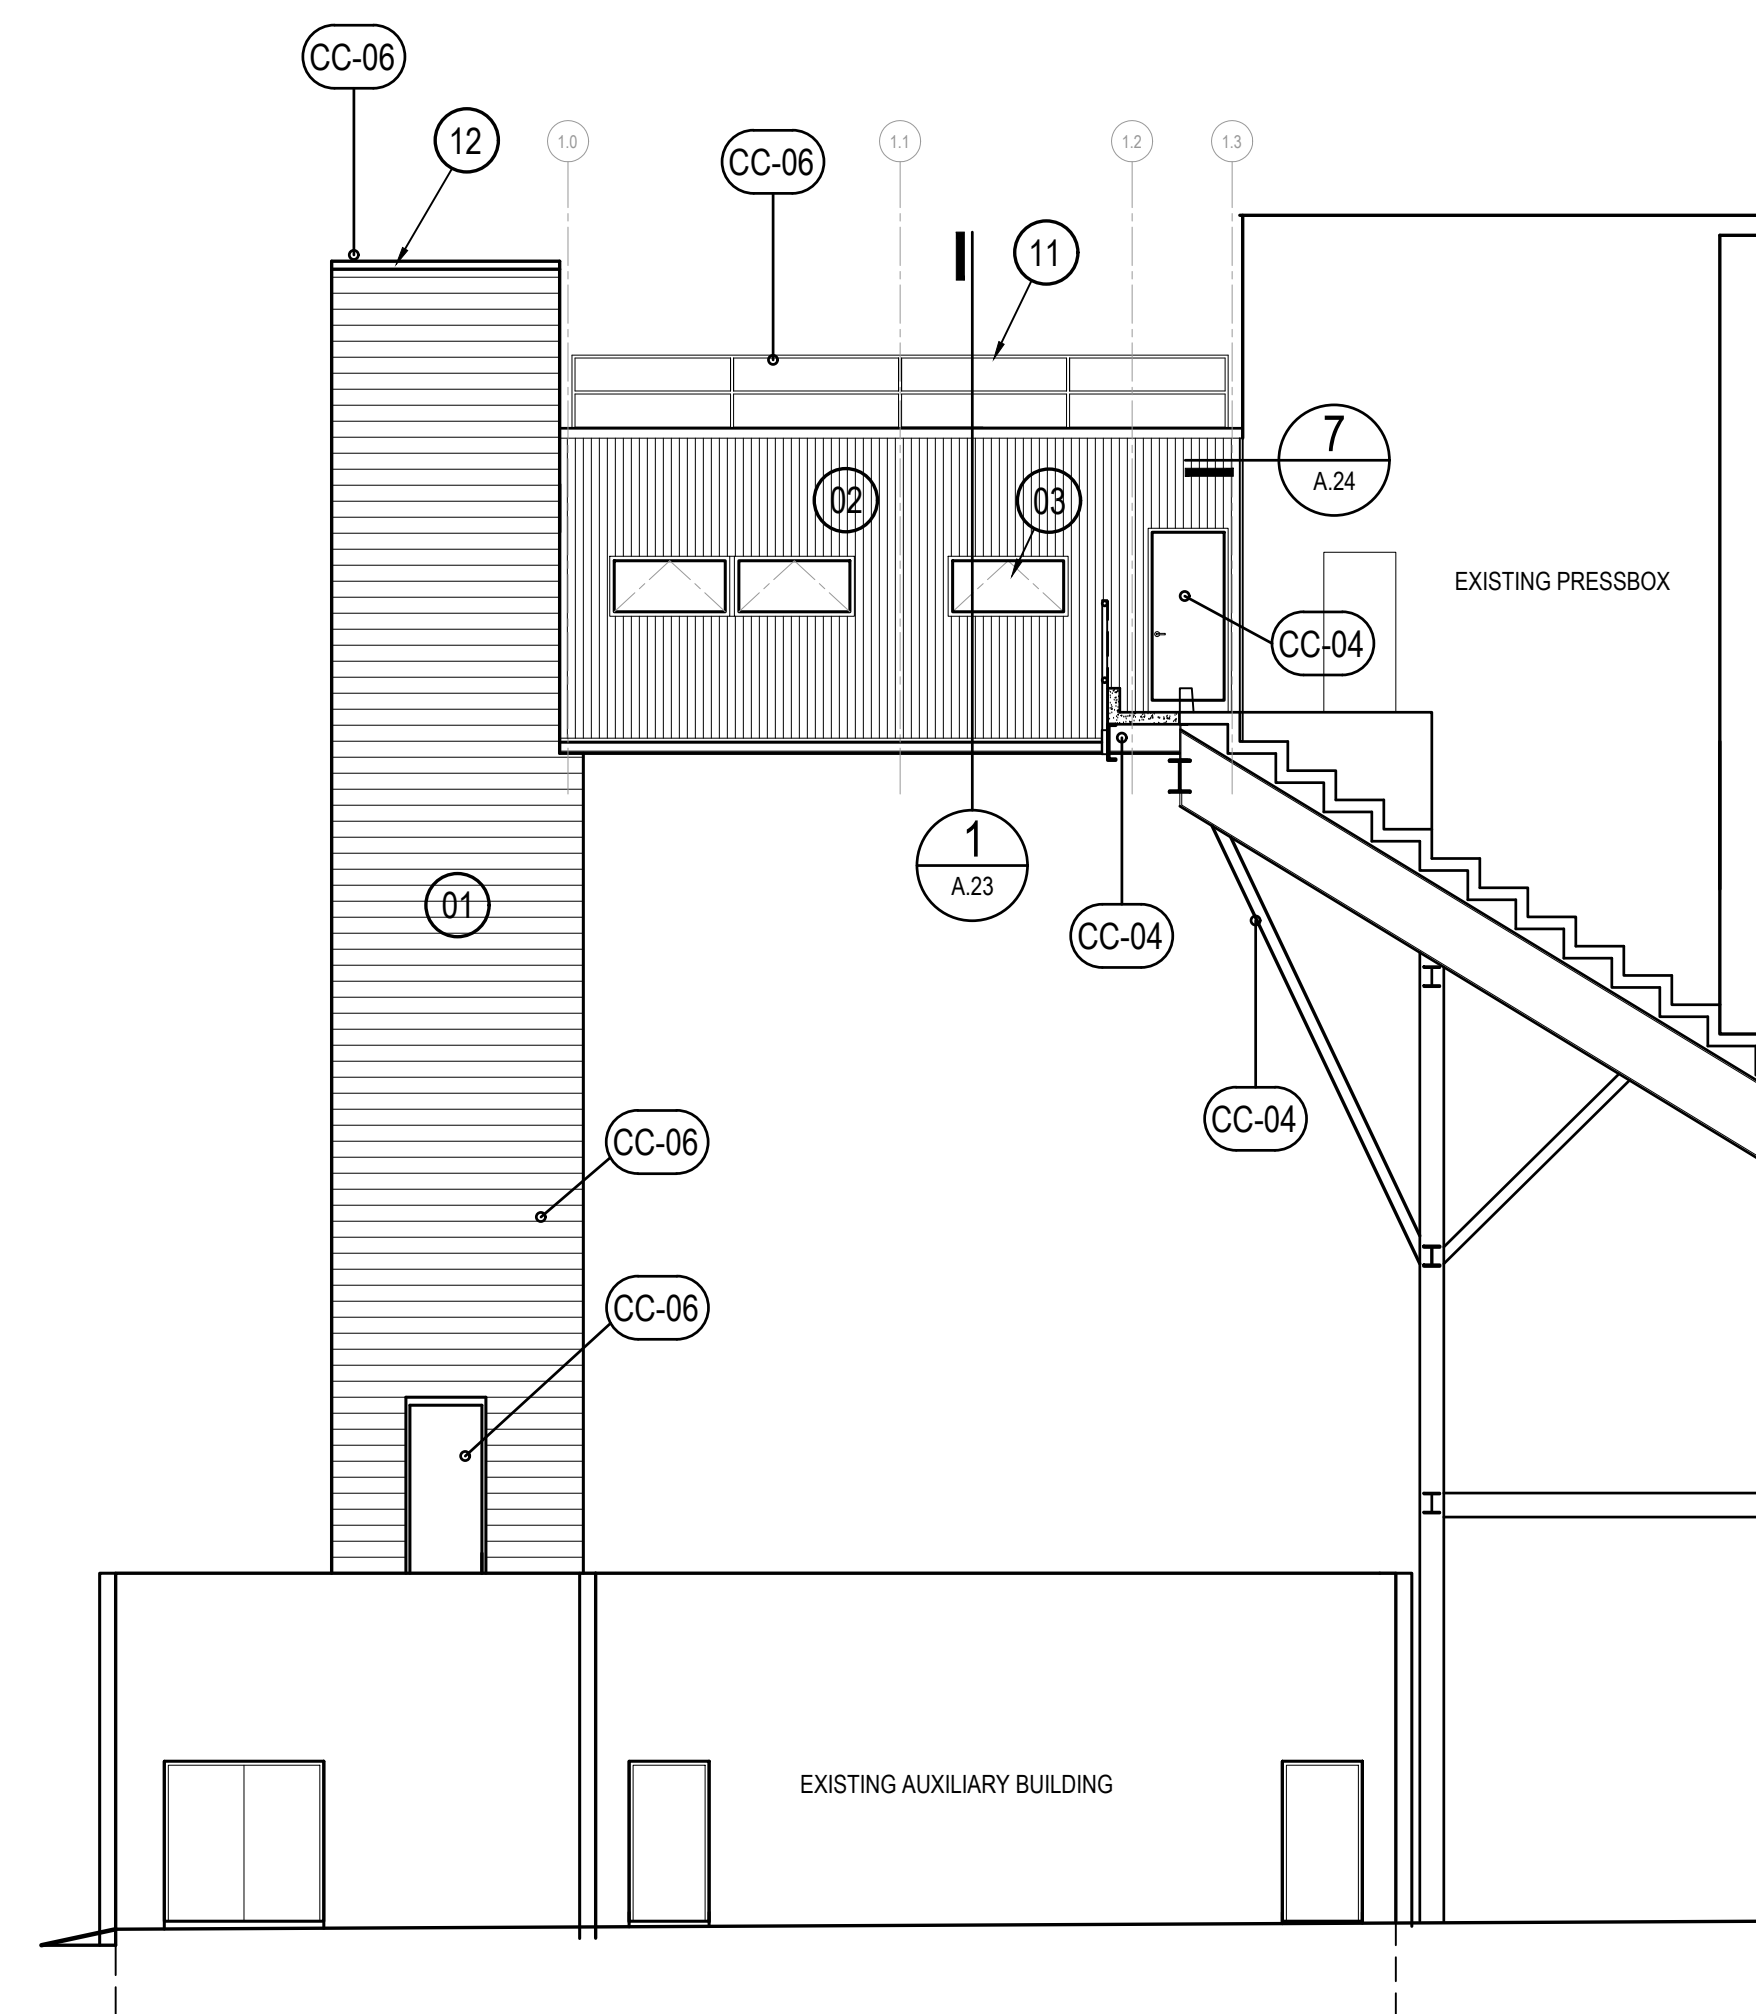 CC-06
12
1.0
1.1
1.2
1.3
CC-06
11
7
A.24
02
03
EXISTING PRESSBOX
CC-04
1
A.23
01
CC-04
CC-04
CC-06
CC-06
EXISTING AUXILIARY BUILDING